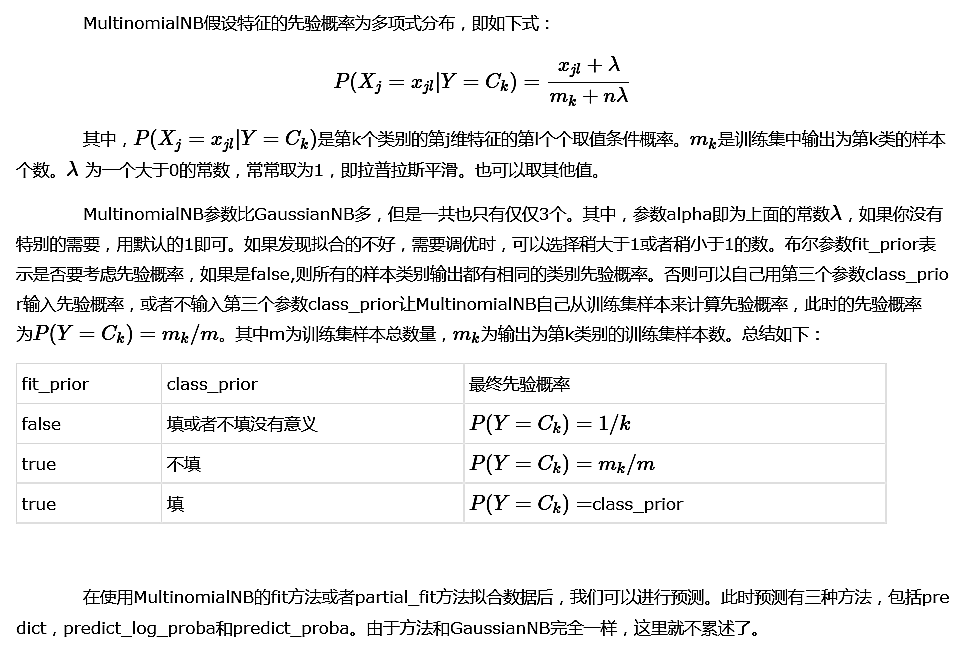 MultinomialNB假设特征的先验概率为多项式分布，即如下式：
P(X_j = x_{jl}|Y = C_k) = \frac{x_{jl} + λ}{m_k + nλ}
其中，P(X_j = x_{jl}|Y = C_k)是第k个类别的第j维特征的第l个个取值条件概率。m_k是训练集中输出为第k类的样本
个数。λ 为一个大于0的常数，常常取为1，即拉普拉斯平滑。也可以取其他值。
MultinomialNB参数比GaussianNB多，但是一共也只有仅仅3个。其中，参数alpha即为上面的常数λ，如果你没有
特别的需要，用默认的1即可。如果发现拟合的不好，需要调优时，可以选择稍大于1或者稍小于1的数。布尔参数fit_prior表
示是否要考虑先验概率，如果是false,则所有的样本类别输出都有相同的类别先验概率。否则可以自己用第三个参数class_prio
r输入先验概率，或者不输入第三个参数class_prior让MultinomialNB自己从训练集样本来计算先验概率，此时的先验概率
为P(Y = C_k) = m_k/m。其中m为训练集样本总数量，m_k为输出为第k类别的训练集样本数。总结如下：
fit_prior class_prior 最终先验概率
false 填或者不填没有意义 P(Y = C_k) = 1/k
true 不填 P(Y = C_k) = m_k/m
true 填 P(Y = C_k) =class_prior
在使用MultinomialNB的fit方法或者partial_fit方法拟合数据后，我们可以进行预测。此时预测有三种方法，包括pre
dict，predict_log_proba和predict_proba。由于方法和GaussianNB完全一样，这里就不累述了。